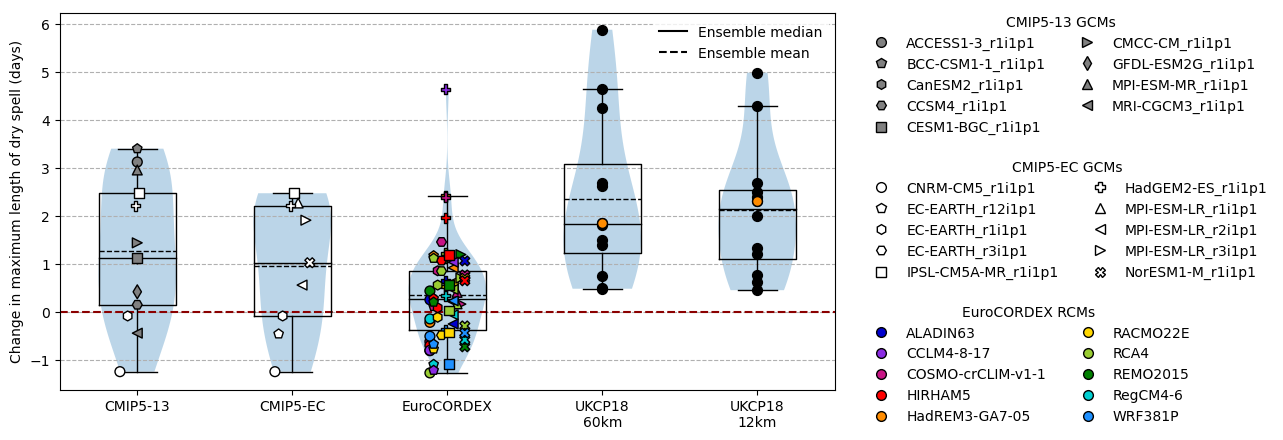 Change in maximum length of dry spell (days)
6
5
4
3
2
1
0
−1
Ensemble median
Ensemble mean
CMIP5-13
CMIP5-EC
EuroCORDEX
UKCP18
60km
UKCP18
12km
CMIP5-13 GCMs
ACCESS1-3_r1i1p1
BCC-CSM1-1_r1i1p1
CanESM2_r1i1p1
CCSM4_r1i1p1
CESM1-BGC_r1i1p1
CMCC-CM_r1i1p1
GFDL-ESM2G_r1i1p1
MPI-ESM-MR_r1i1p1
MRI-CGCM3_r1i1p1
CMIP5-EC GCMs
CNRM-CM5_r1i1p1
EC-EARTH_r12i1p1
EC-EARTH_r1i1p1
EC-EARTH_r3i1p1
IPSL-CM5A-MR_r1i1p1
HadGEM2-ES_r1i1p1
MPI-ESM-LR_r1i1p1
MPI-ESM-LR_r2i1p1
MPI-ESM-LR_r3i1p1
NorESM1-M_r1i1p1
EuroCORDEX RCMs
ALADIN63
CCLM4-8-17
COSMO-crCLIM-v1-1
HIRHAM5
HadREM3-GA7-05
RACMO22E
RCA4
REMO2015
RegCM4-6
WRF381P